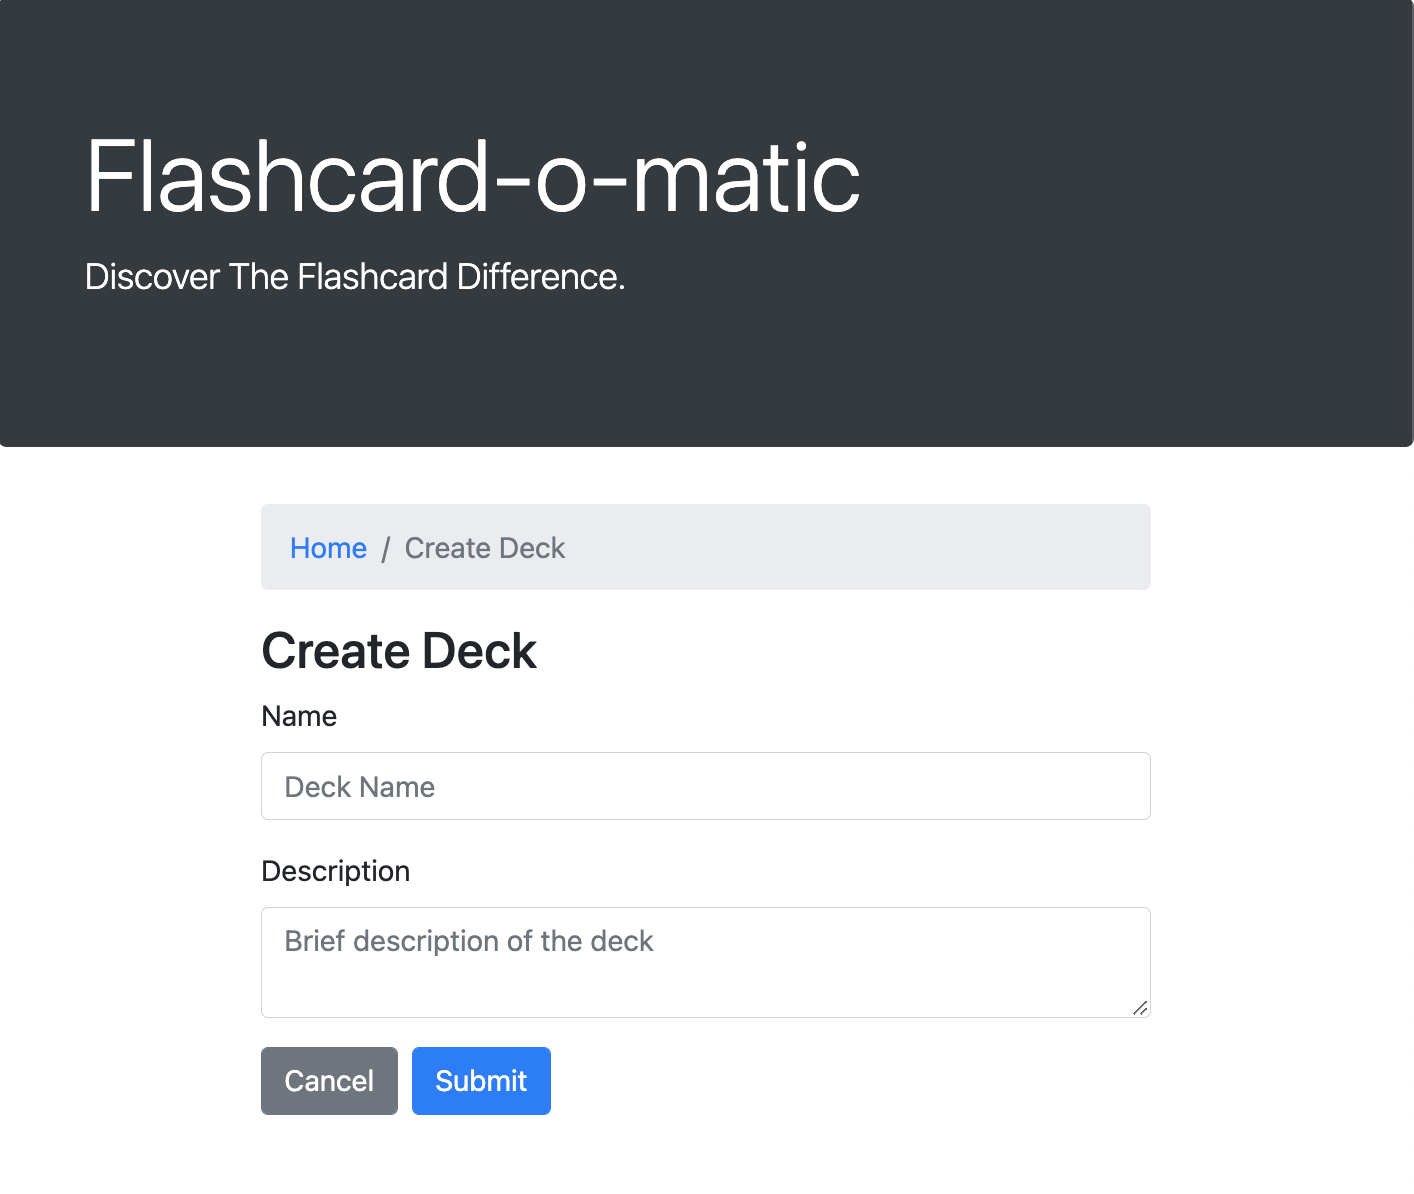 Flashcard-o-matic
Discover The Flashcard Difference.
Home / Create Deck
Create Deck
Name
Deck Name
Description
Brief description of the deck
Cancel Submit